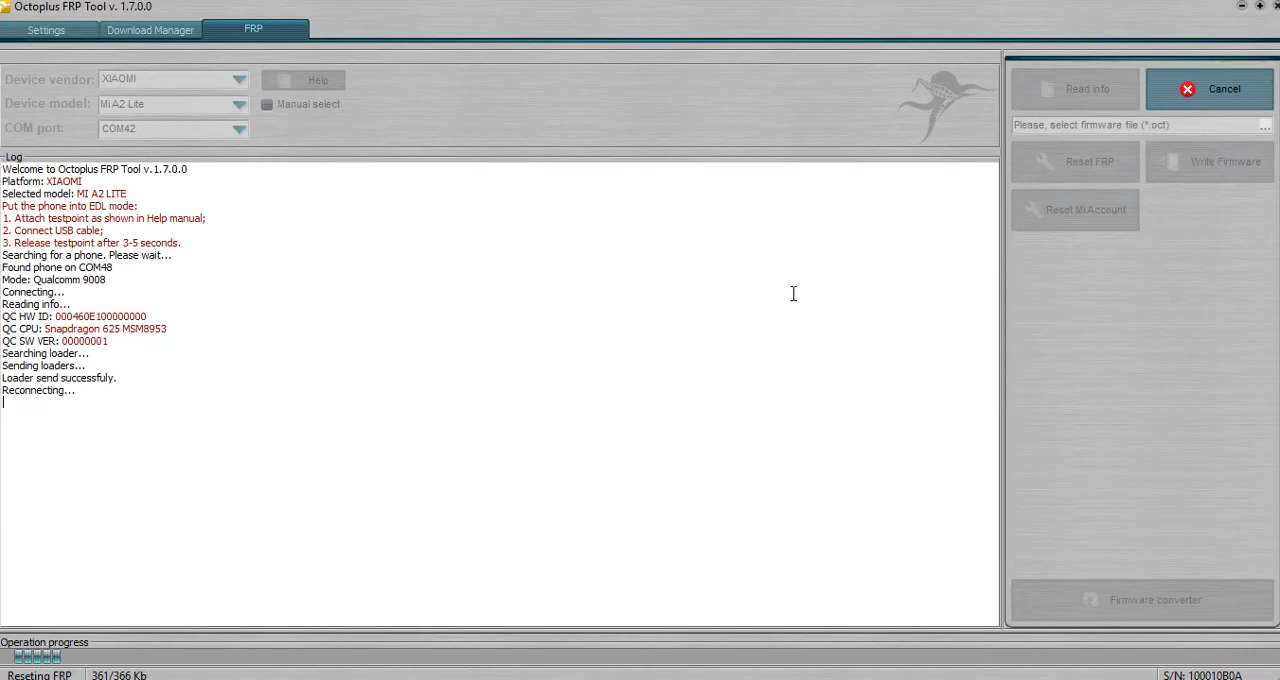 Octoplus FRP Tool v. 1.7.0.0
Settings
Download Manager
FRP
Device vendor: XIAOMI
Help
Device model: Mi A2 Lite
Manual select
COM port: COM42
Read info
Cancel
Please, select firmware file (*.oct)
...
Reset FRP
Write Firmware
Reset Mi Account
Log
Welcome to Octoplus FRP Tool v.1.7.0.0
Platform: XIAOMI
Selected model: MI A2 LITE
Put the phone into EDL mode:
1. Attach testpoint as shown in Help manual;
2. Connect USB cable;
3. Release testpoint after 3-5 seconds.
Searching for a phone. Please wait...
Found phone on COM48
Mode: Qualcomm 9008
Connecting...
Reading info...
QC HW ID: 000460E100000000
QC CPU: Snapdragon 625 MSM8953
QC SW VER: 00000001
Searching loader...
Sending loaders...
Loader send successfuly.
Reconnecting...
Firmware converter
Operation progress
Reseting FRP
361/366 Kb
S/N: 100010B0A